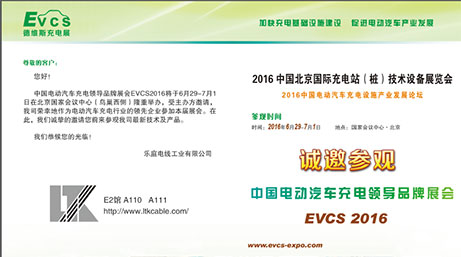 EVCS
德维斯充电展
加快充电基础设施建设 促进电动汽车产业发展
尊敬的客户:
您好!
中国电动汽车充电领导品牌展会EVCS2016将于6月29-7月1
日在北京国家会议中心(鸟巢西侧)隆重举办。受主办方邀请,
我司荣幸地作为电动汽车充电行业的领先企业参加本届展会。在
此,我们诚挚的邀请您前来参观我司最新技术及产品。
我们恭候您的光临!
乐庭电线工业有限公司
LTK
E2馆 A110 A111
http://www.ltkcable.com/
2016 中国北京国际充电站(桩)技术设备展览会
2016中国电动汽车充电设施产业发展论坛
展现时间
时间:2016年6月29-7月1日 地点:国家会议中心·北京
诚邀参观
中国电动汽车充电领导品牌展会
EVCS 2016
www.evcs-expo.com